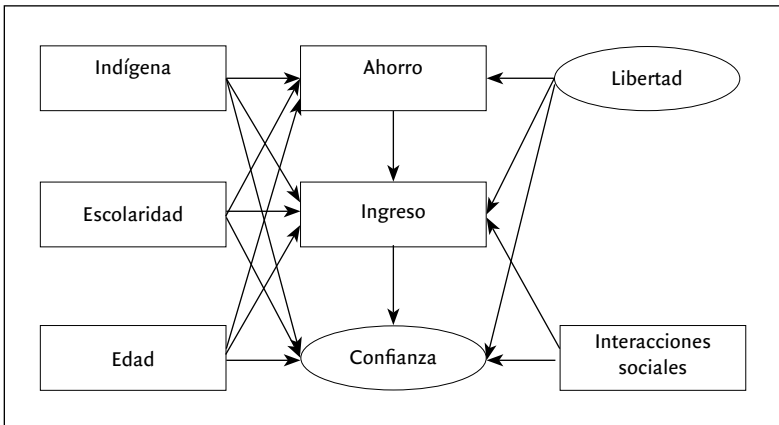 Indígena
Ahorro
Libertad
Escolaridad
Ingreso
Edad
Confianza
Interacciones
sociales